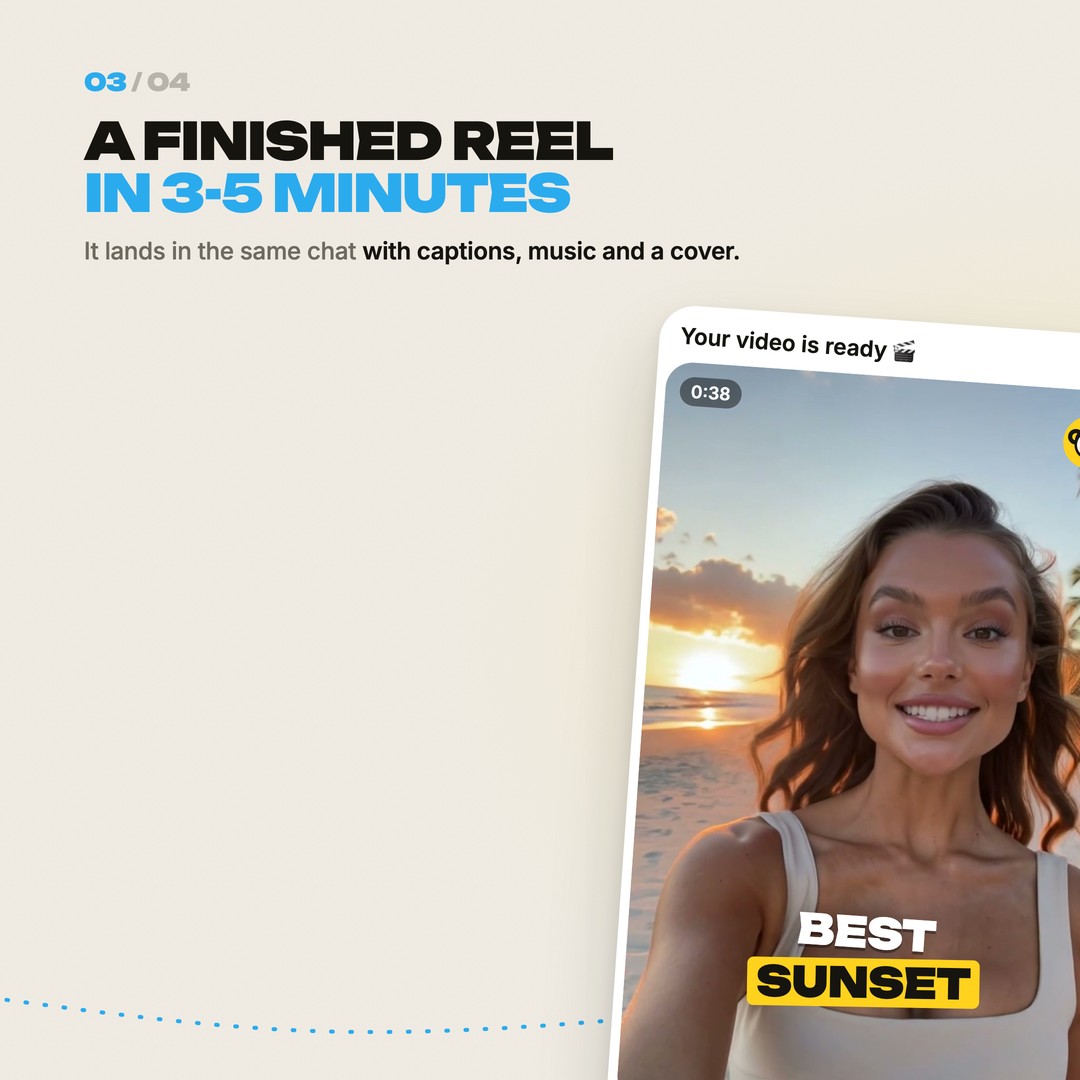 03 / 04
A FINISHED REEL
IN 3-5 MINUTES
It lands in the same chat with captions, music and a cover.
Your video is ready 🎬
0:38
BEST
SUNSET